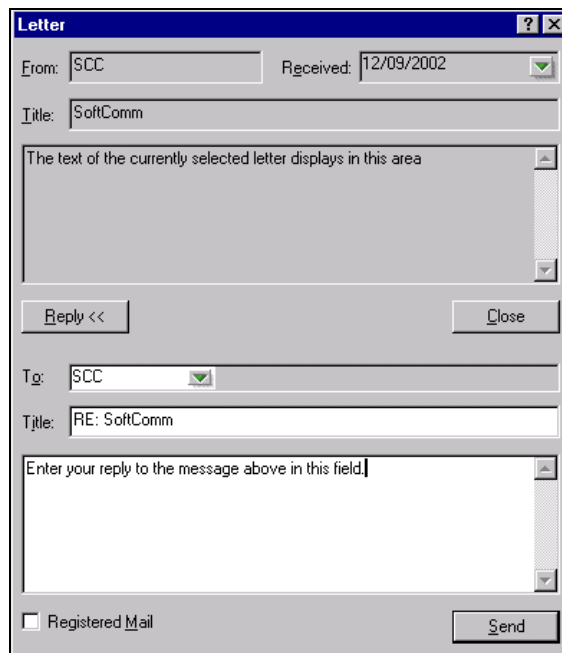 Letter
From: SCC Received: 12/09/2002
Title: SoftComm
The text of the currently selected letter displays in this area
Reply << Close
To: SCC
Title: RE: SoftComm
Enter your reply to the message above in this field.
Registered Mail Send